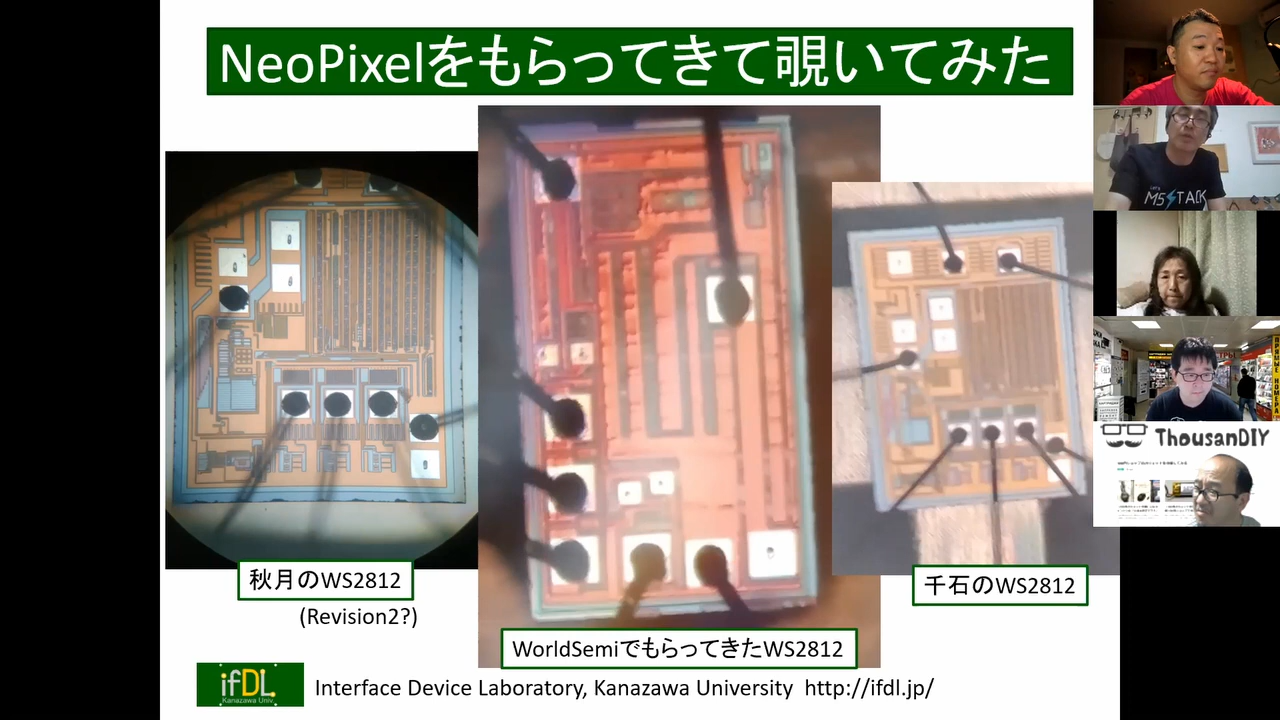 NeoPixelをもらってきて覗いてみた
秋月のWS2812
(Revision2?)
WorldSemiでもらってきたWS2812
千石のWS2812
ifDL
Kanazawa Univ.
Interface Device Laboratory, Kanazawa University http://ifdl.jp/
Let's
M5STACK
ThousanDIY